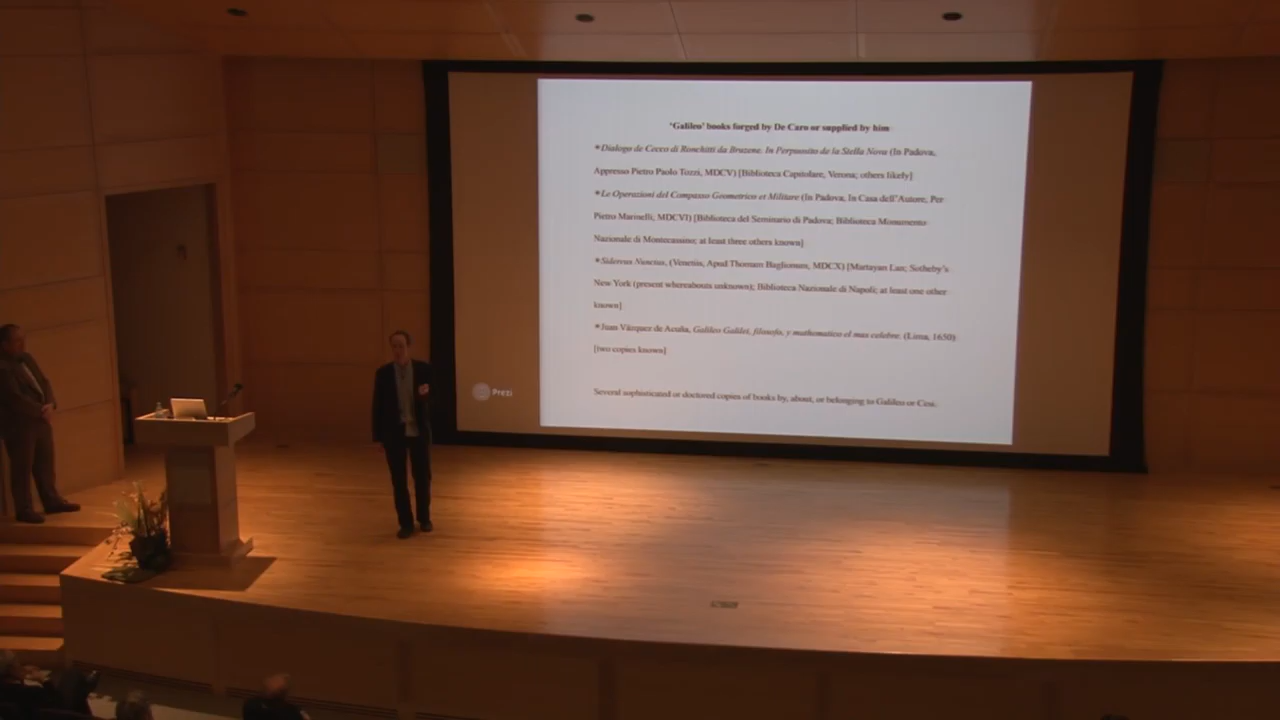 'Galileo' books forged by De Caro or supplied by him
*Dialogo de Cecco di Ronchitti da Bruzene. In Perpuosito de la Stella Nova (In Padova,
Appresso Pietro Paolo Tozzi, MDCV) [Biblioteca Capitolare, Verona; others likely]
*Le Operazioni del Compasso Geometrico et Militare (In Padova, In Casa dell'Autore, Per
Pietro Marinelli, MDCVI) [Biblioteca del Seminario di Padova; Biblioteca Monumento
Nazionale di Montecassino; at least three others known]
*Sidereus Nuncius, (Venetiis, Apud Thomam Baglionum, MDCX) [Martayan Lan; Sotheby's
New York (present whereabouts unknown); Biblioteca Nazionale di Napoli; at least one other
known]
*Juan Vázquez de Acuña, Galileo Galilei, filosofo, y mathematico el mas celebre. (Lima, 1650)
[two copies known]
Several sophisticated or doctored copies of books by, about, or belonging to Galileo or Cesi.
Prezi